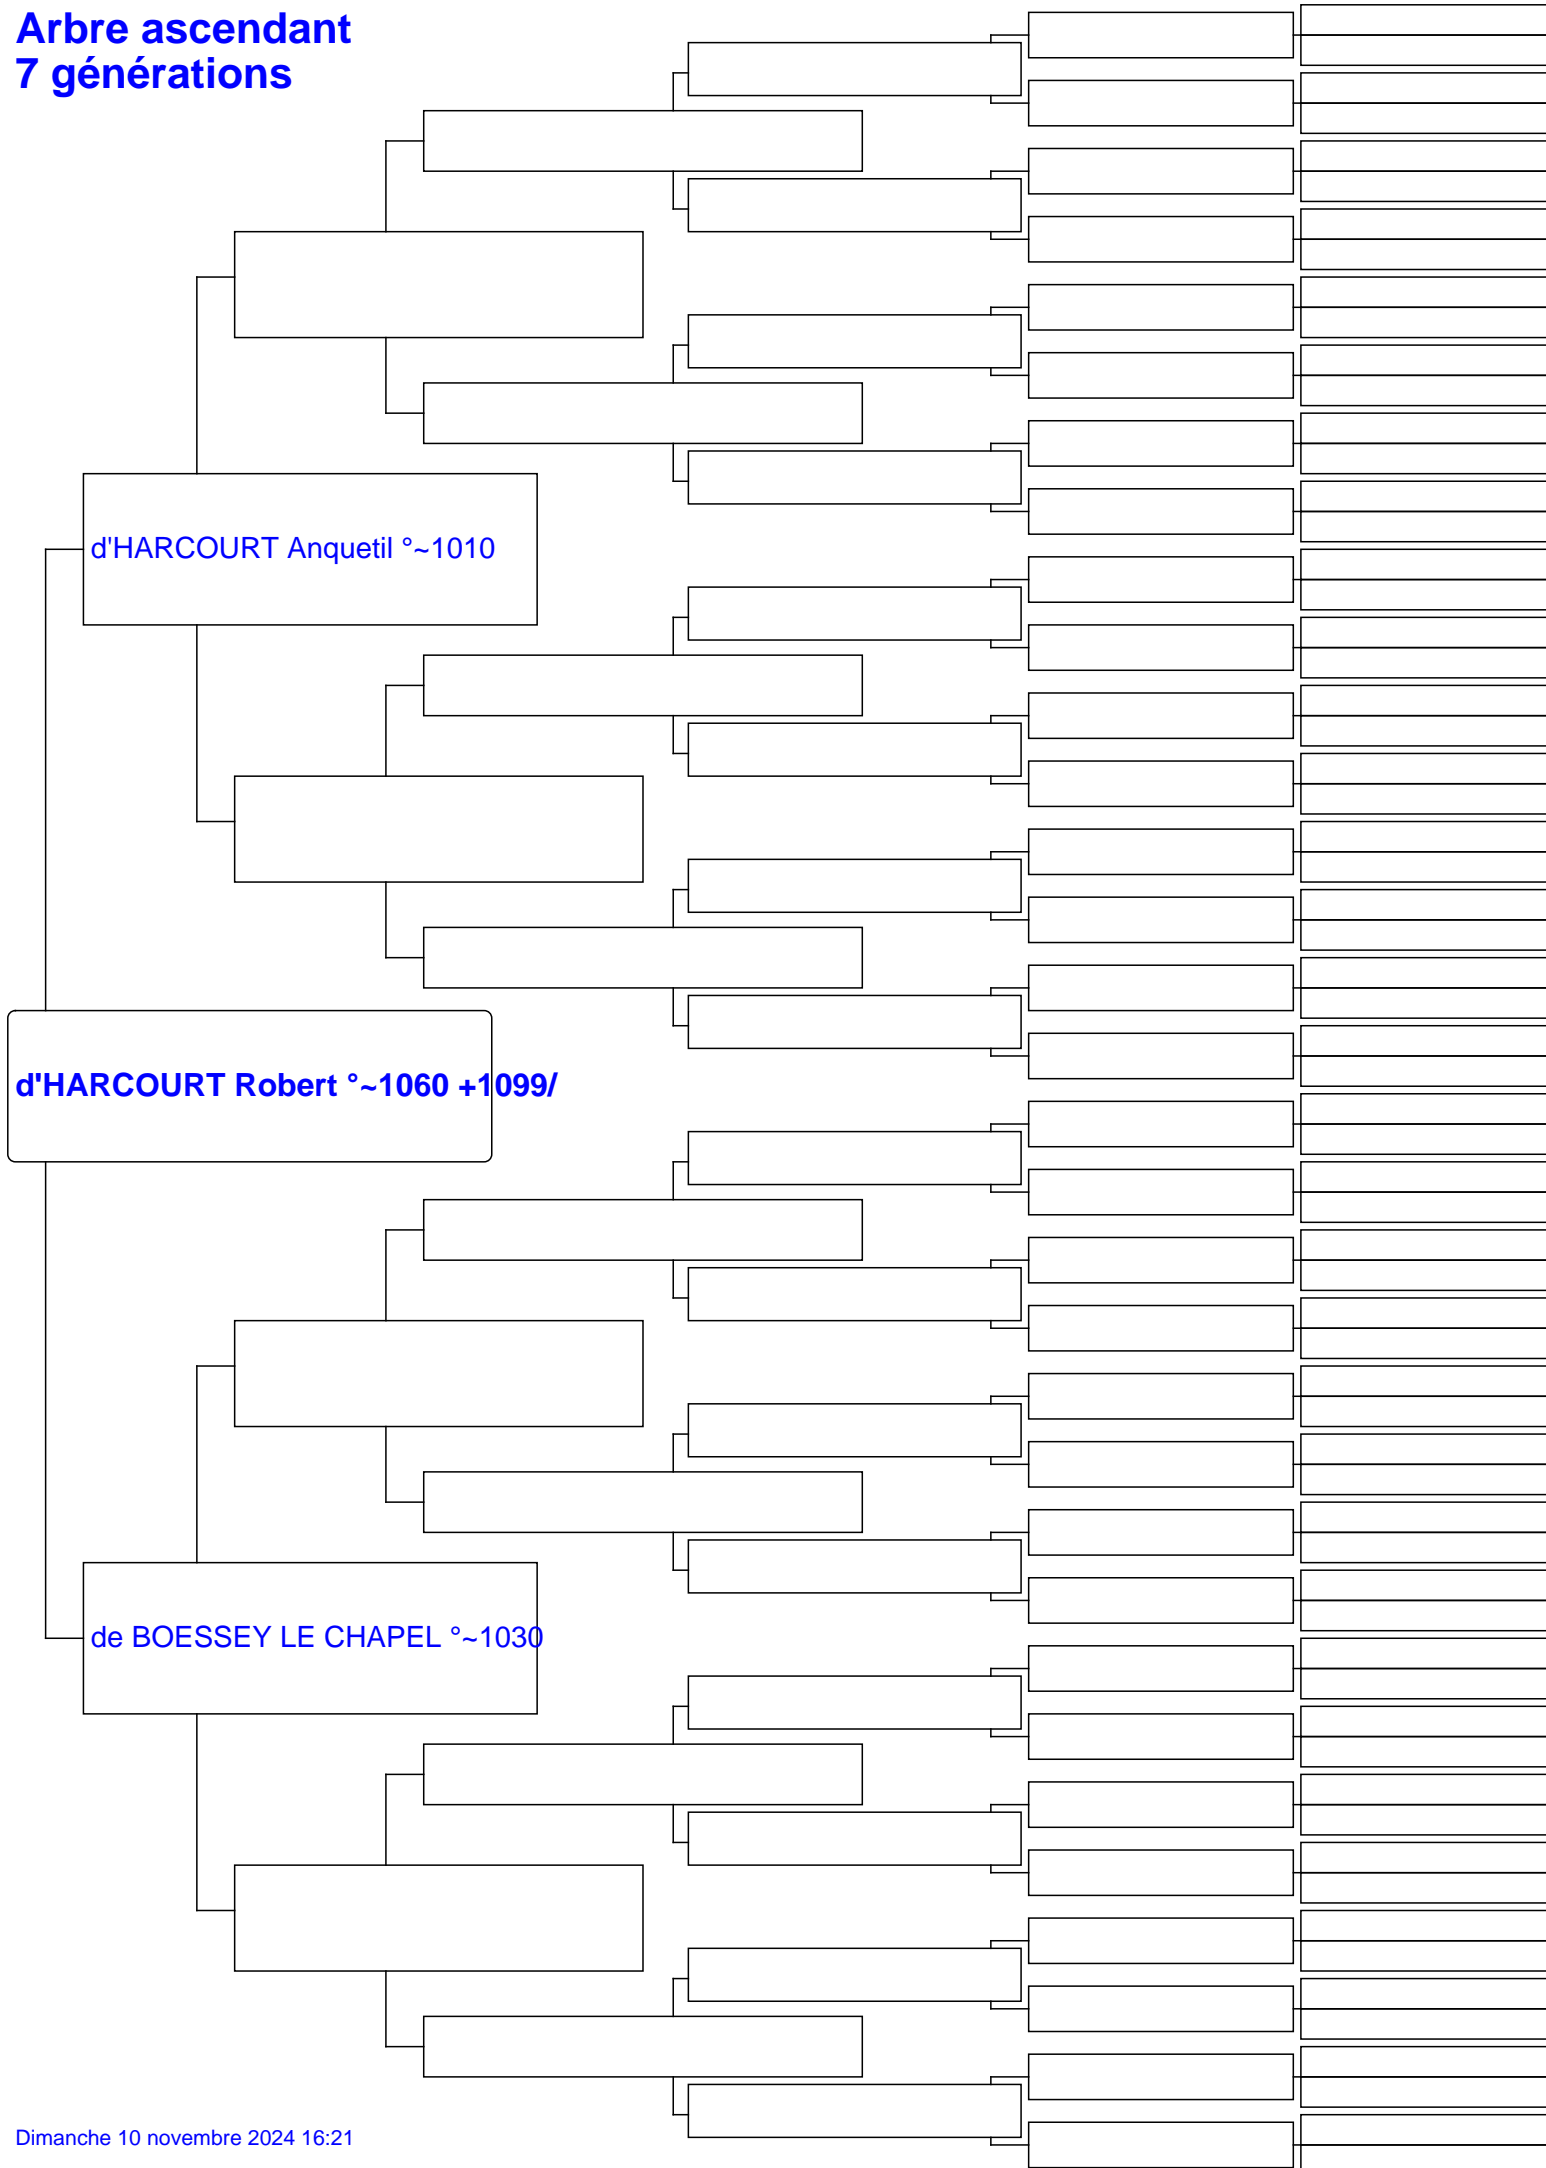 Arbre ascendant
7 générations
d'HARCOURT Anquetil °~1010
d'HARCOURT Robert °~1060 +1099/
de BOESSEY LE CHAPEL °~1030
Dimanche 10 novembre 2024 16:21